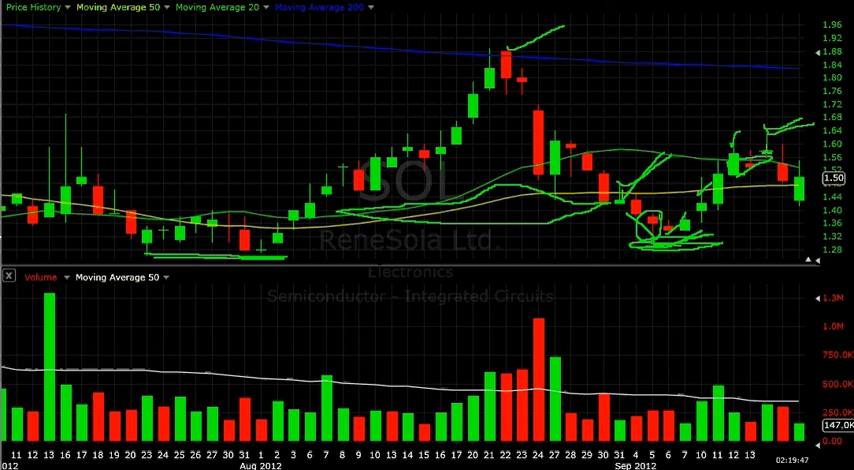 Price History Moving Average 50 Moving Average 20 Moving Average 200
1.96
1.92
1.88
1.84
1.80
1.76
1.72
1.68
1.64
1.60
1.56
1.50
1.44
1.40
1.36
1.32
1.28
SOL
ReneSola Ltd.
Electronics
Semiconductor - Integrated Circuits
X Volume Moving Average 50
1.3M
1.0M
750.0K
500.0K
250.0K
147.0K
0.00
11 12 13 16 17 18 19 20 23 24 25 26 27 30 31 1 2 3 6 7 8 9 10 13 14 15 16 17 20 21 22 23 24 27 28 29 30 31 4 5 6 7 10 11 12 13
2012 Aug 2012 Sep 2012 02:19:47